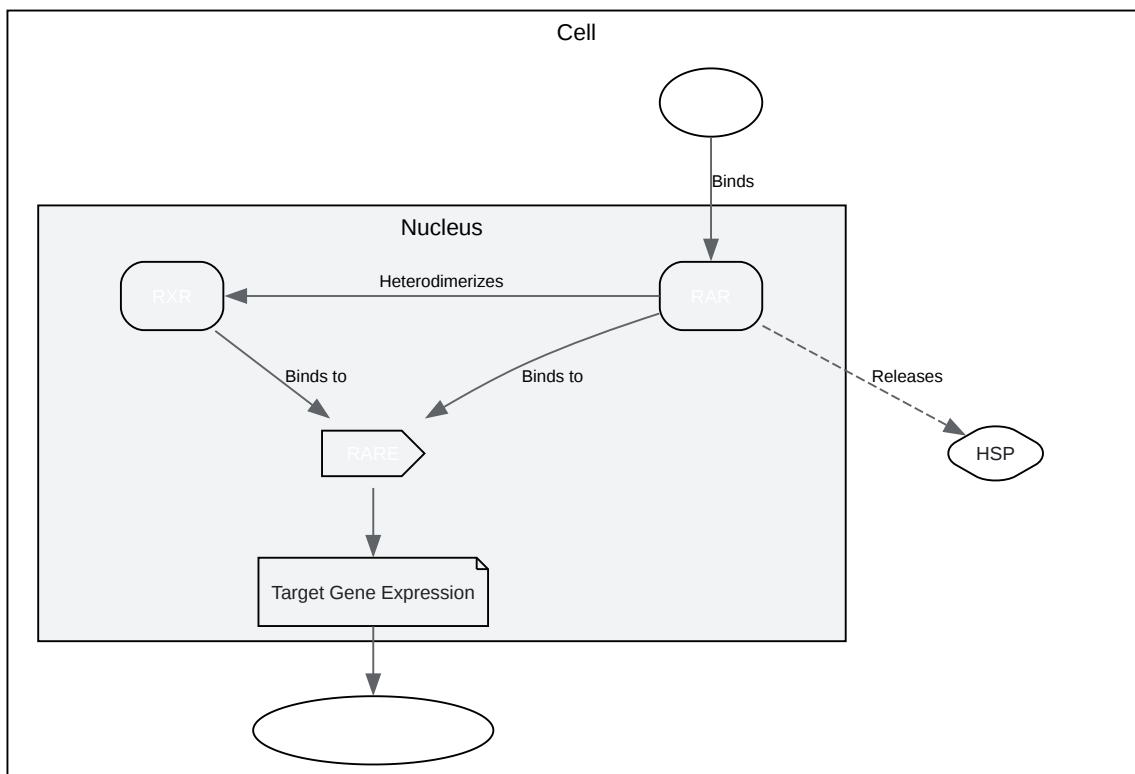 Cell
Binds
Nucleus
Heterodimerizes
RXR
RAR
Binds to
Binds to
Releases
RARE
HSP
Target Gene Expression